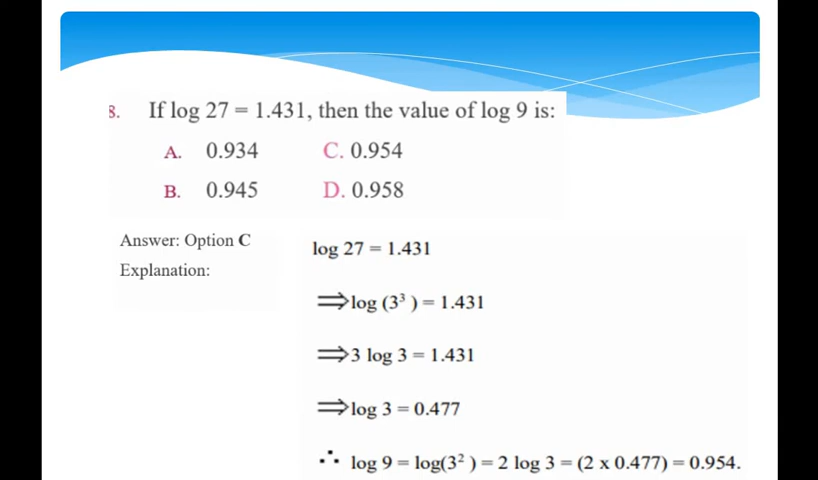 8. If log 27 = 1.431, then the value of log 9 is:
A. 0.934 C. 0.954
B. 0.945 D. 0.958
Answer: Option C
Explanation:
log 27 = 1.431
⟹log (3³ ) = 1.431
⟹3 log 3 = 1.431
⟹log 3 = 0.477
∴ log 9 = log(3² ) = 2 log 3 = (2 x 0.477) = 0.954.